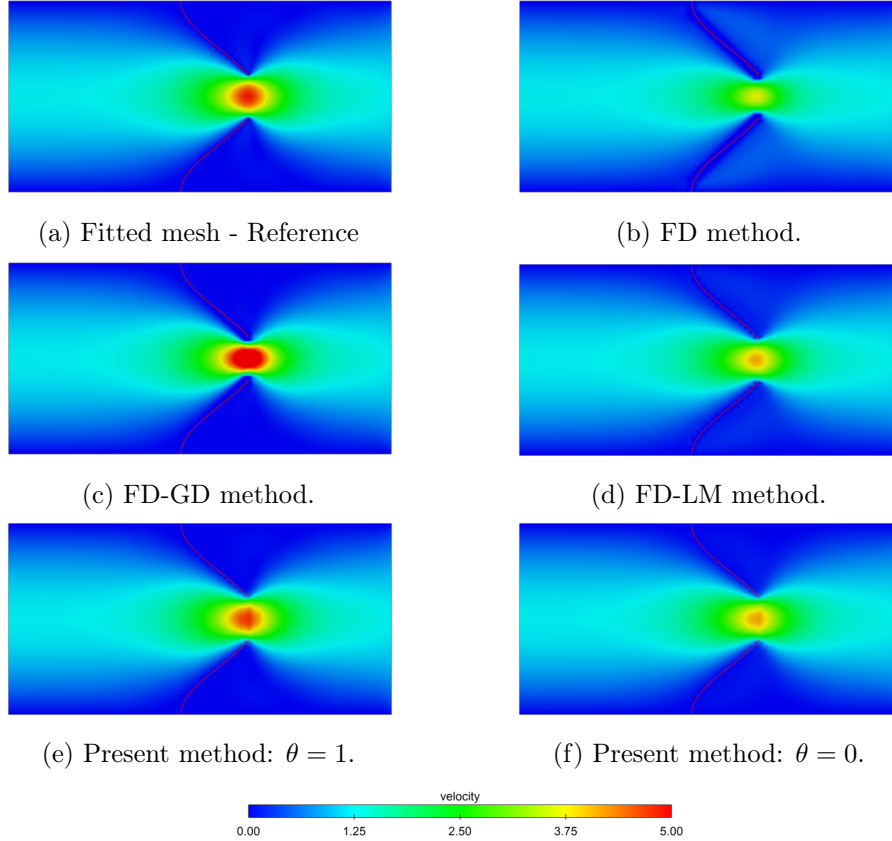 (a) Fitted mesh - Reference
(b) FD method.
(c) FD-GD method.
(d) FD-LM method.
(e) Present method: θ = 1.
(f) Present method: θ = 0.
velocity
0.00 1.25 2.50 3.75 5.00